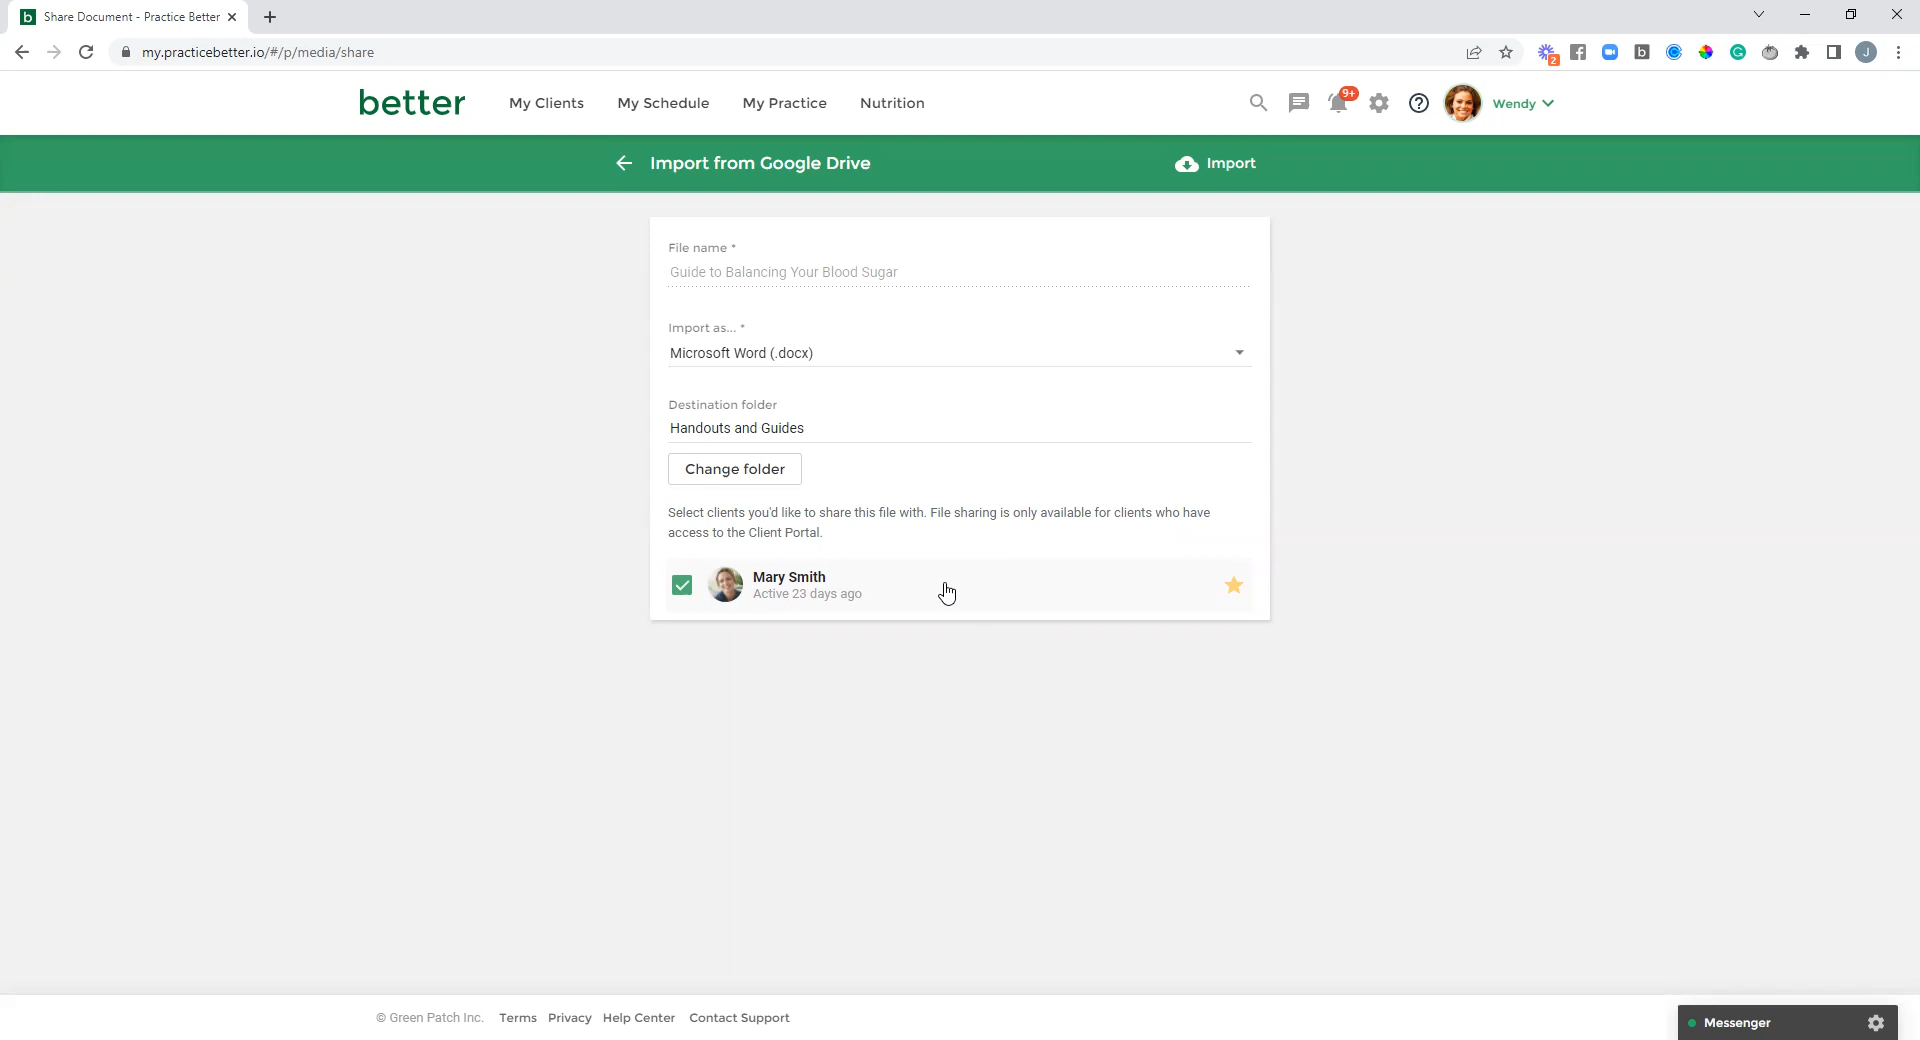 b Share Document - Practice Better
my.practicebetter.io/#/p/media/share
2
J
better
My Clients
My Schedule
My Practice
Nutrition
9+
Wendy
Import from Google Drive
Import
File name *
Guide to Balancing Your Blood Sugar
Import as... *
Microsoft Word (.docx)
Destination folder
Handouts and Guides
Change folder
Select clients you'd like to share this file with. File sharing is only available for clients who have
access to the Client Portal.
Mary Smith
Active 23 days ago
© Green Patch Inc.
Terms
Privacy
Help Center
Contact Support
Messenger